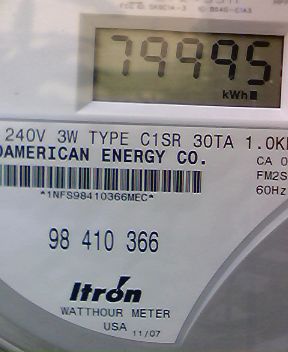 79995
kWh
240V 3W TYPE C1SR 30TA 1.0K
OAMERICAN ENERGY CO.
CA 0
FM2S
60Hz
*1NFS98410366MEC*
98 410 366
Itron
WATTHOUR METER
USA 11/07